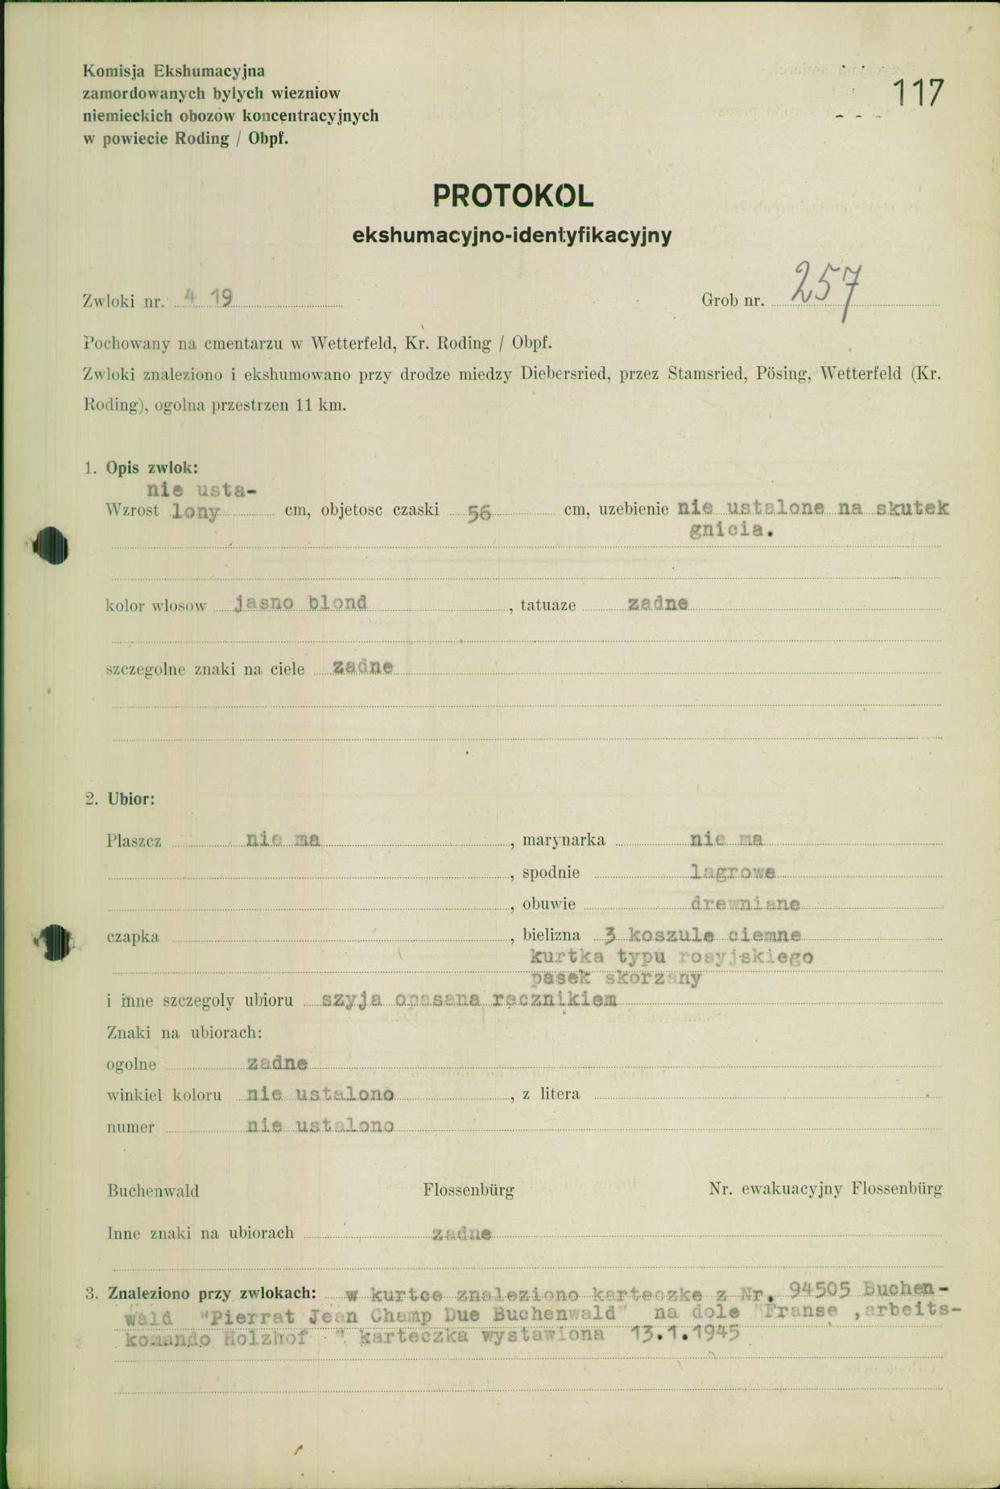 Komisja Ekshumacyjna
zamordowanych bylych wiezniow
niemieckich obozow koncentracyjnych
w powiecie Roding / Obpf.
117
PROTOKOL
ekshumacyjno-identyfikacyjny
Zwloki nr. 4 19 Grob nr. 257
Pochowany na cmentarzu w Wetterfeld, Kr. Roding / Obpf.
Zwloki znaleziono i ekshumowano przy drodze miedzy Diebersried, przez Stamsried, Pösing, Wetterfeld (Kr.
Roding), ogolna przestrzen 11 km.
1. Opis zwlok:
nie usta-
Wzrost lony cm, objetosc czaski 56 cm, uzebienie nie ustalone na skutek
gnicia.
kolor wlosow jasno blond , tatuaze zadne
szczegolne znaki na ciele zadne
2. Ubior:
Plaszcz nie ma , marynarka nie ma
, spodnie lagrowe
, obuwie drewniane
czapka , bielizna 3 koszule ciemne
kurtka typu rosyjskiego
pasek skorzany
i inne szczegoly ubioru szyja opasana recznikiem
Znaki na ubiorach:
ogolne zadne
winkiel koloru nie ustalono , z litera
numer nie ustalono
Buchenwald Flossenbürg Nr. ewakuacyjny Flossenbürg
Inne znaki na ubiorach zadne
3. Znaleziono przy zwlokach: w kurtce znaleziono karteczke z Nr. 94505 Buchen-
wald "Pierrat Jean Champ Due Buchenwald" na dole "Franse ,arbeits-
komando Holzhof " karteczka wystawiona 13.1.1945